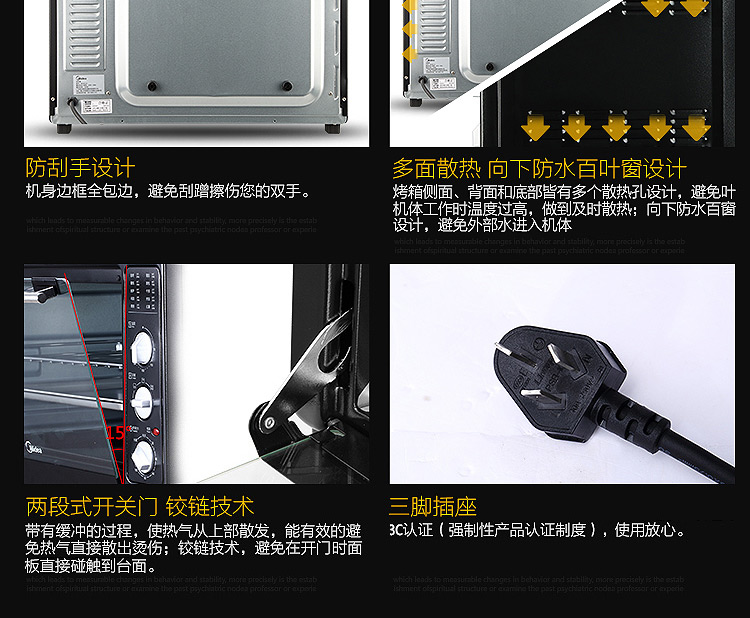 防刮手设计
机身边框全包边，避免刮蹭擦伤您的双手。
which leads to measurable changes in behavior and stability, more precisely is the estab
lishment ofspiritual structure or examine the past psychiatric nodes professor or experie
多面散热 向下防水百叶窗设计
烤箱侧面、背面和底部皆有多个散热孔设计，避免叶
机体工作时温度过高，做到及时散热；向下防水百窗
设计，避免外部水进入机体
which leads to measurable changes in behavior and stability, more precisely is the estab
lishment ofspiritual structure or examine the past psychiatric nodes professor or experie
15°
Midea
两段式开关门 铰链技术
带有缓冲的过程，使热气从上部散发，能有效的避
免热气直接散出烫伤；铰链技术，避免在开门时面
板直接碰触到台面。
which leads to measurable changes in behavior and stability, more precisely is the estab
lishment ofspiritual structure or examine the past psychiatric nodes professor or experie
三脚插座
3C认证（强制性产品认证制度），使用放心。
which leads to measurable changes in behavior and stability, more precisely is the estab
lishment ofspiritual structure or examine the past psychiatric nodes professor or experie